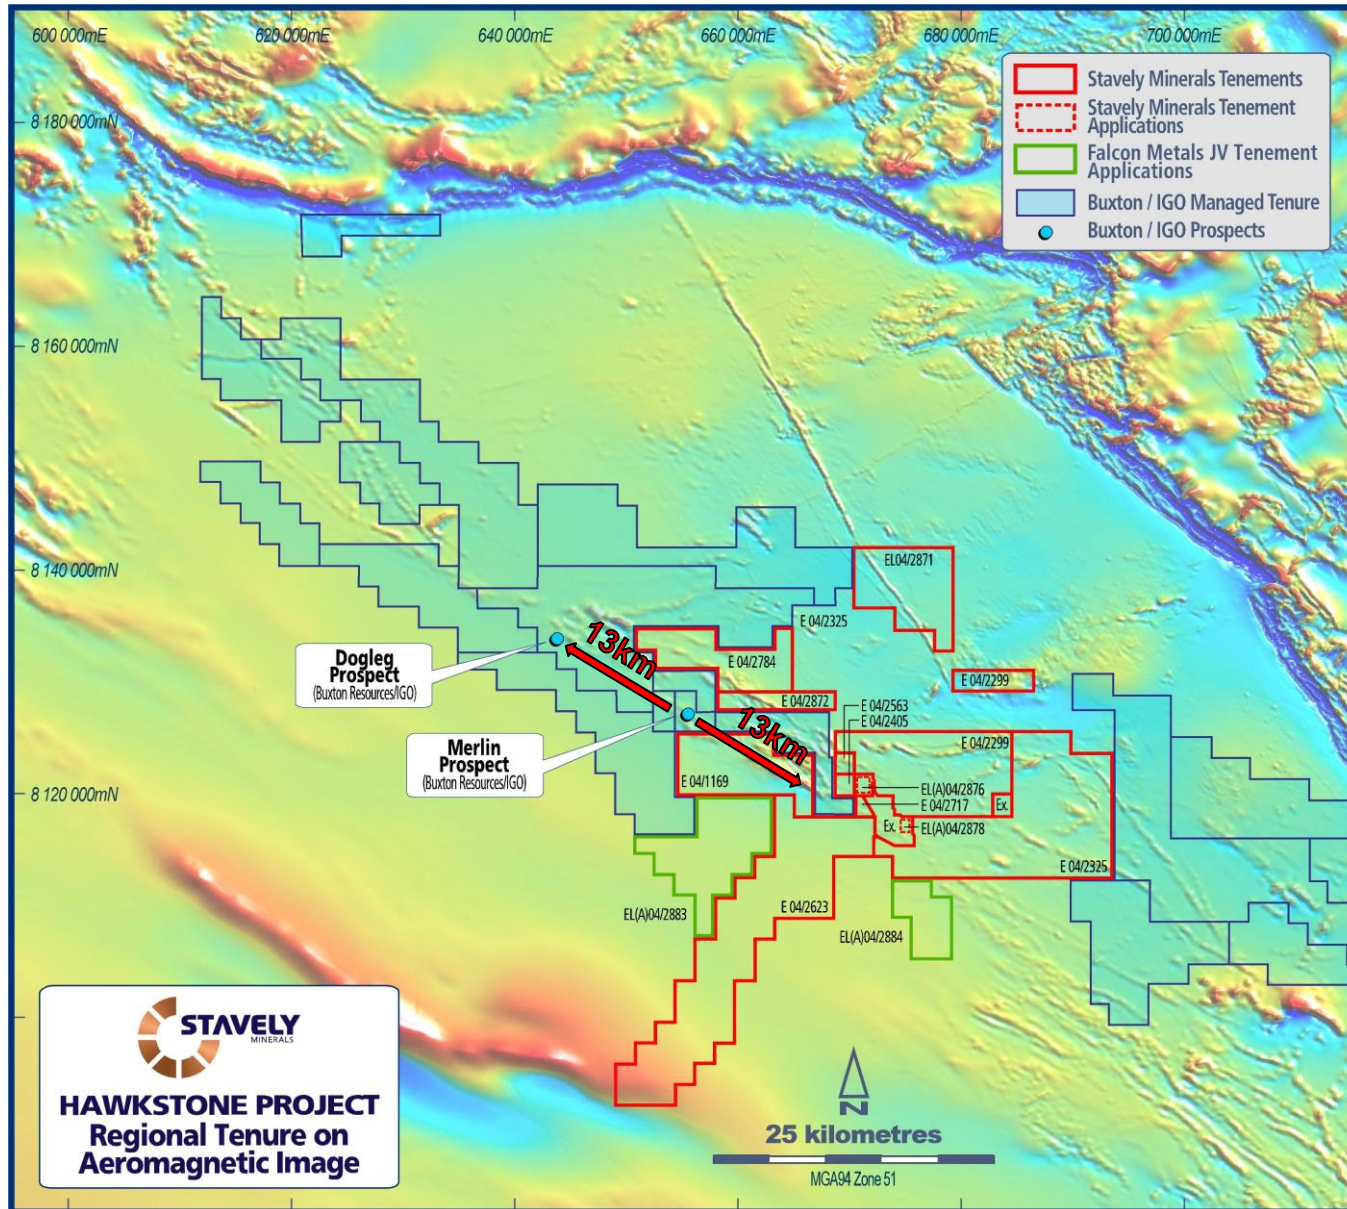 600 000mE
620 000mE
640 000mE
660 000mE
680 000mE
700 000mE
8 180 000mN
8 160 000mN
8 140 000mN
8 120 000mN
Stavely Minerals Tenements
Stavely Minerals Tenement
Applications
Falcon Metals JV Tenement
Applications
Buxton / IGO Managed Tenure
Buxton / IGO Prospects
EL04/2871
E 04/2325
E 04/2784
E 04/2299
E 04/2872
E 04/2563
E 04/2405
E 04/2299
E 04/1169
EL(A)04/2876
E 04/2717
Ex.
Ex.
EL(A)04/2878
E 04/2325
E 04/2623
EL(A)04/2883
EL(A)04/2884
13km
13km
Dogleg
Prospect
(Buxton Resources/IGO)
Merlin
Prospect
(Buxton Resources/IGO)
STAVELY
MINERALS
HAWKSTONE PROJECT
Regional Tenure on
Aeromagnetic Image
N
25 kilometres
MGA94 Zone 51